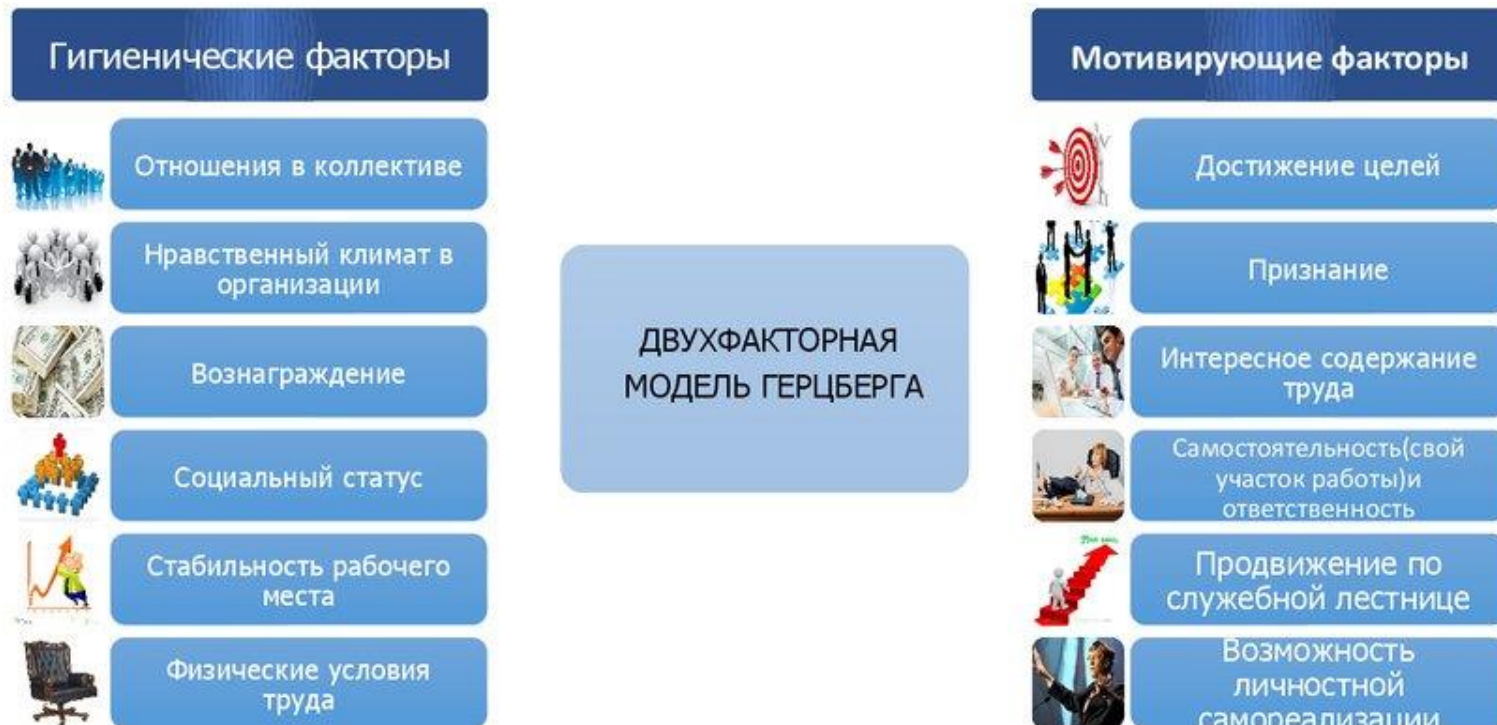 Гигиенические факторы
Отношения в коллективе
Нравственный климат в
организации
Вознаграждение
Социальный статус
Стабильность рабочего
места
Физические условия
труда
ДВУХФАКТОРНАЯ
МОДЕЛЬ ГЕРЦБЕРГА
Мотивирующие факторы
Достижение целей
Признание
Интересное содержание
труда
Самостоятельность(свой
участок работы)и
ответственность
Продвижение по
служебной лестнице
Возможность
личностной
самореализации